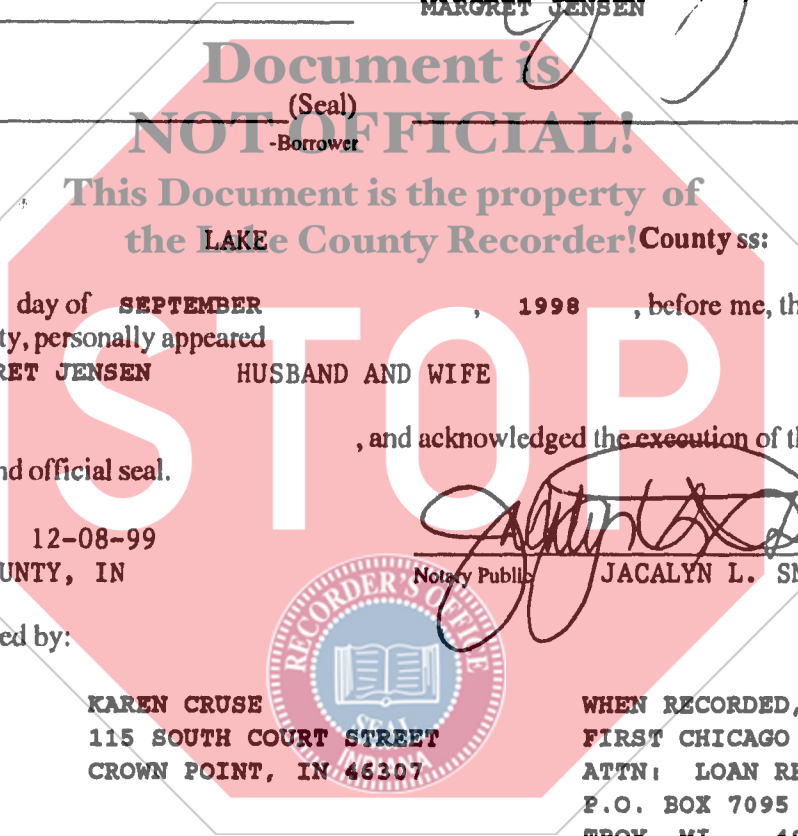 MARGRET JENSEN
Document is
(Seal)
NOT OFFICIAL!
-Borrower
This Document is the property of
the Lake County Recorder!
LAKE County ss:
day of SEPTEMBER , 1998 , before me, th
ty, personally appeared
RET JENSEN HUSBAND AND WIFE
STOP
, and acknowledged the execution of th
nd official seal.
12-08-99
UNTY, IN
Notary Public JACALYN L. SM
ed by:
RECORDER'S OFFICE
SEAL
KAREN CRUSE
115 SOUTH COURT STREET
CROWN POINT, IN 46307
WHEN RECORDED,
FIRST CHICAGO
ATTN: LOAN RE
P.O. BOX 7095
TROY, MI